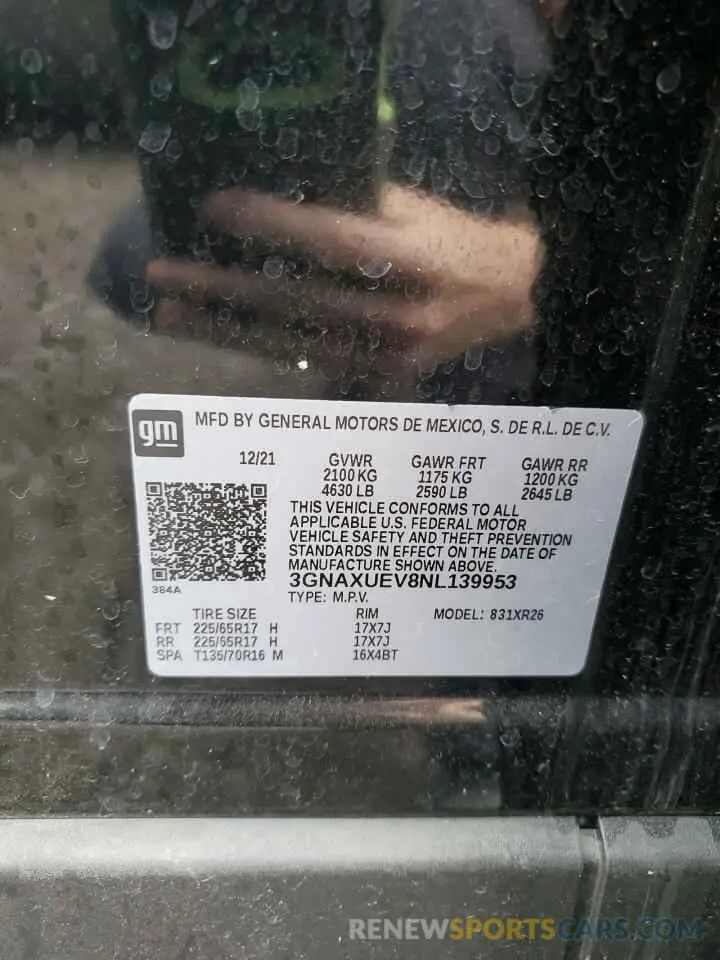 gm
MFD BY GENERAL MOTORS DE MEXICO, S. DE R.L. DE C.V.
12/21 GVWR GAWR FRT GAWR RR
2100 KG 1175 KG 1200 KG
4630 LB 2590 LB 2645 LB
THIS VEHICLE CONFORMS TO ALL
APPLICABLE U.S. FEDERAL MOTOR
VEHICLE SAFETY AND THEFT PREVENTION
STANDARDS IN EFFECT ON THE DATE OF
MANUFACTURE SHOWN ABOVE.
384A
3GNAXUEV8NL139953
TYPE: M.P.V.
TIRE SIZE RIM MODEL: 831XR26
FRT 225/65R17 H 17X7J
RR 225/65R17 H 17X7J
SPA T135/70R16 M 16X4BT
RENEWSPORTSCARS.COM